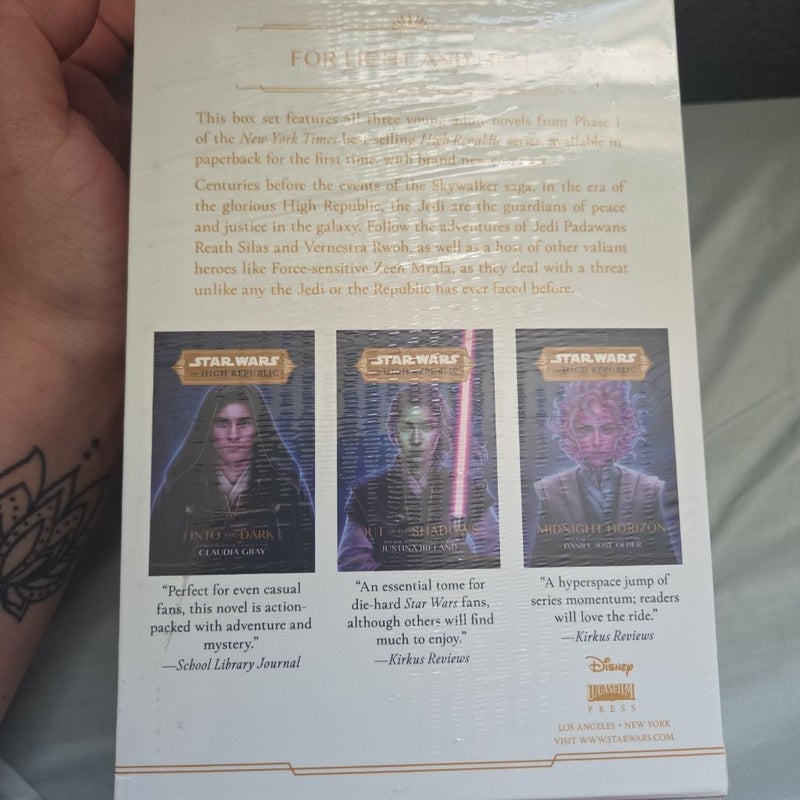 FOR LIGHT AND LIFE
This box set features all three young adult novels from Phase I
of the New York Times best-selling High Republic series, available in
paperback for the first time, with brand new cover art.
Centuries before the events of the Skywalker saga, in the era of
the glorious High Republic, the Jedi are the guardians of peace
and justice in the galaxy. Follow the adventures of Jedi Padawans
Reath Silas and Vernestra Rwoh, as well as a host of other valiant
heroes like Force-sensitive Zeen Mrala, as they deal with a threat
unlike any the Jedi or the Republic has ever faced before.
STAR WARS
THE HIGH REPUBLIC
INTO THE DARK
CLAUDIA GRAY
STAR WARS
THE HIGH REPUBLIC
OUT OF THE SHADOWS
JUSTINA IRELAND
STAR WARS
THE HIGH REPUBLIC
MIDNIGHT HORIZON
DANIEL JOSÉ OLDER
“Perfect for even casual
fans, this novel is action-
packed with adventure and
mystery.”
—School Library Journal
“An essential tome for
die-hard Star Wars fans,
although others will find
much to enjoy.”
—Kirkus Reviews
“A hyperspace jump of
series momentum; readers
will love the ride.”
—Kirkus Reviews
Disney
LUCASFILM
PRESS
LOS ANGELES • NEW YORK
VISIT WWW.STARWARS.COM.